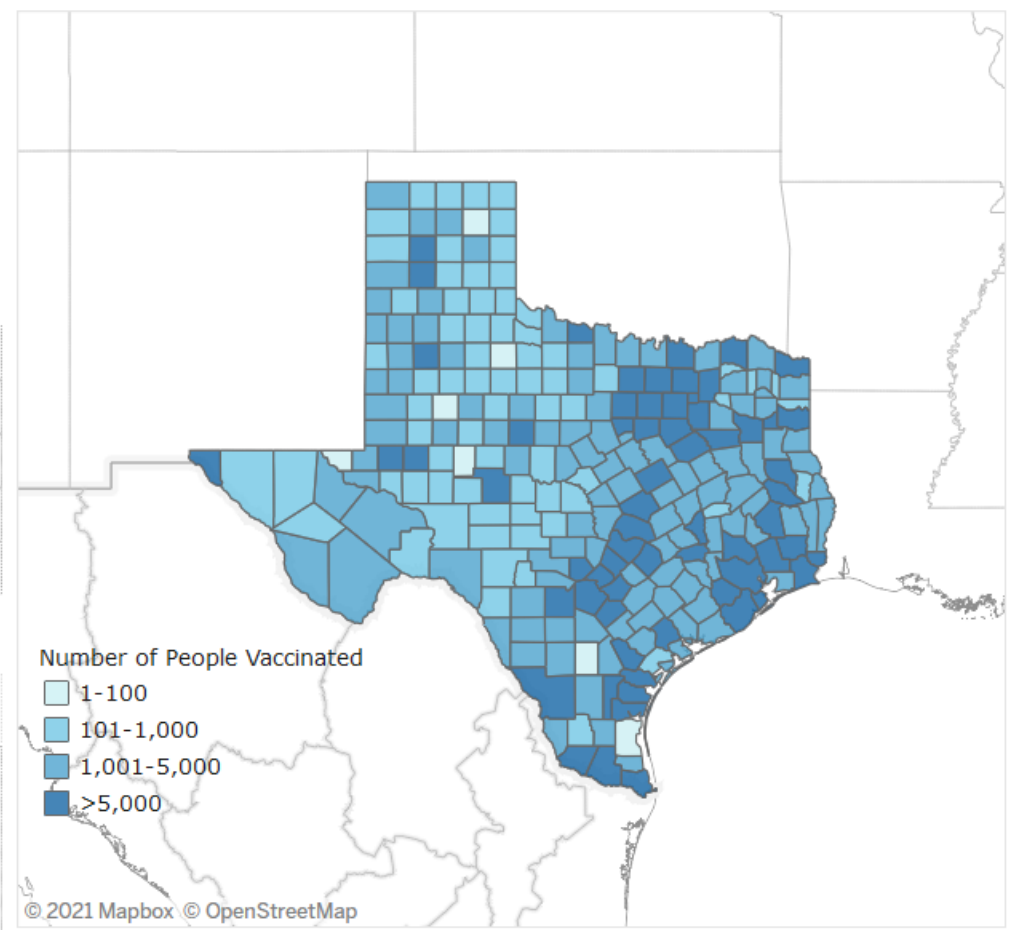 Number of People Vaccinated
1-100
101-1,000
1,001-5,000
>5,000
© 2021 Mapbox © OpenStreetMap